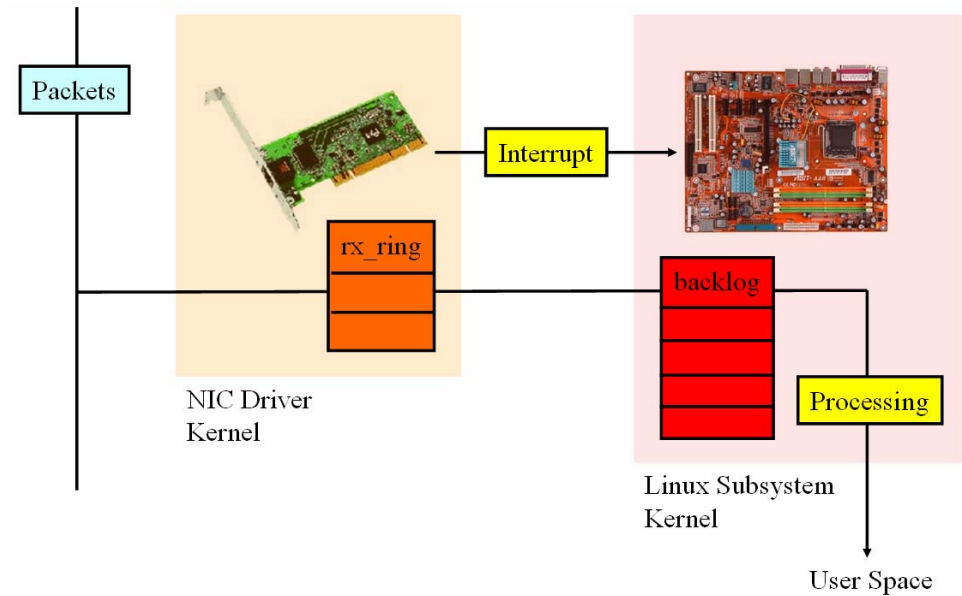 Packets
Interrupt
rx_ring
backlog
NIC Driver
Kernel
Processing
Linux Subsystem
Kernel
User Space